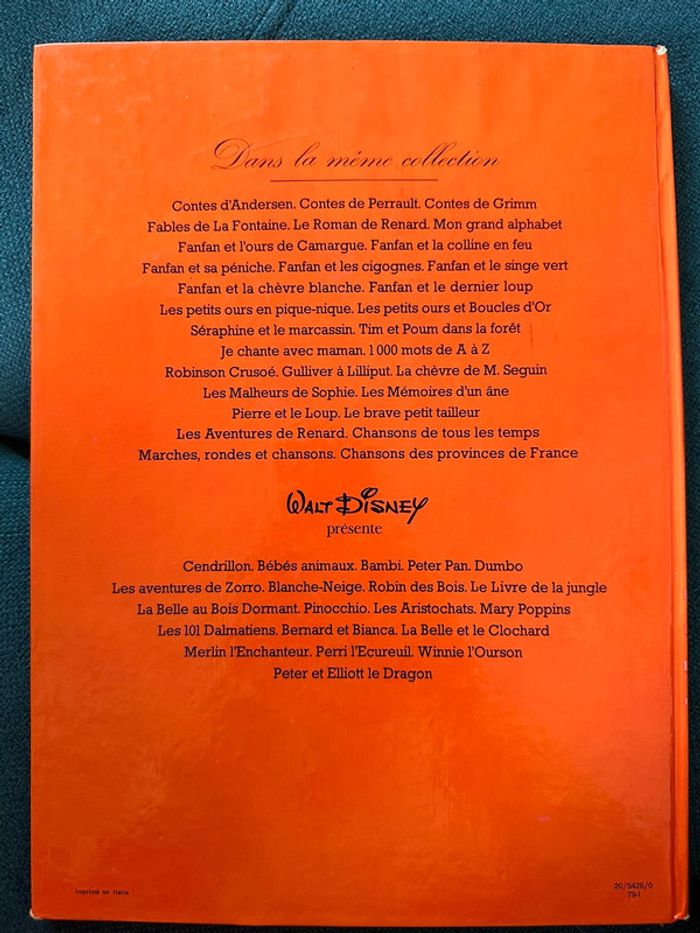 Dans la même collection
Contes d'Andersen. Contes de Perrault. Contes de Grimm
Fables de La Fontaine. Le Roman de Renard. Mon grand alphabet
Fanfan et l'ours de Camargue. Fanfan et la colline en feu
Fanfan et sa péniche. Fanfan et les cigognes. Fanfan et le singe vert
Fanfan et la chèvre blanche. Fanfan et le dernier loup
Les petits ours en pique-nique. Les petits ours et Boucles d'Or
Séraphine et le marcassin. Tim et Poum dans la forêt
Je chante avec maman. 1000 mots de A à Z
Robinson Crusoé. Gulliver à Lilliput. La chèvre de M. Seguin
Les Malheurs de Sophie. Les Mémoires d'un âne
Pierre et le Loup. Le brave petit tailleur
Les Aventures de Renard. Chansons de tous les temps
Marches, rondes et chansons. Chansons des provinces de France
WALT DISNEY
présente
Cendrillon. Bébés animaux. Bambi. Peter Pan. Dumbo
Les aventures de Zorro. Blanche-Neige. Robin des Bois. Le Livre de la jungle
La Belle au Bois Dormant. Pinocchio. Les Aristochats. Mary Poppins
Les 101 Dalmatiens. Bernard et Bianca. La Belle et le Clochard
Merlin l'Enchanteur. Perri l'Ecureuil. Winnie l'Ourson
Peter et Elliott le Dragon
Imprimé en Italie
20/5426/0
79-1